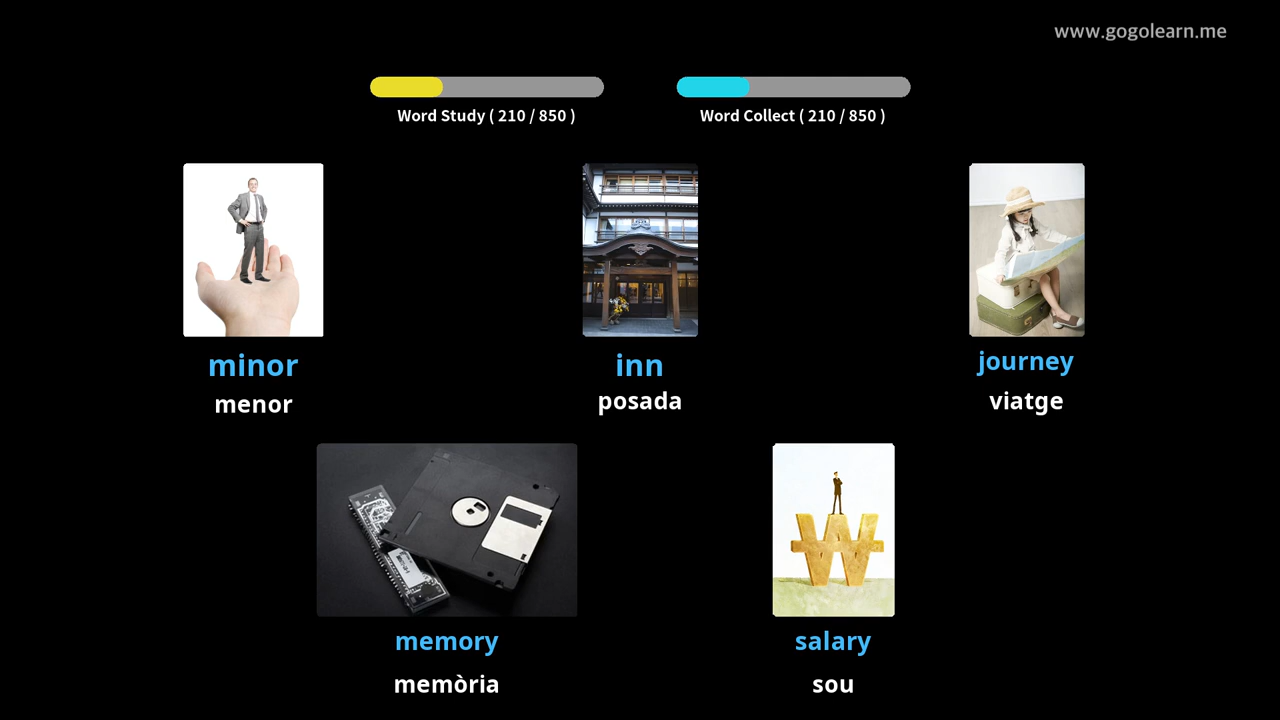 www.gogolearn.me
Word Study ( 210 / 850 )
Word Collect ( 210 / 850 )
minor
menor
inn
posada
journey
viatge
memory
memòria
salary
sou